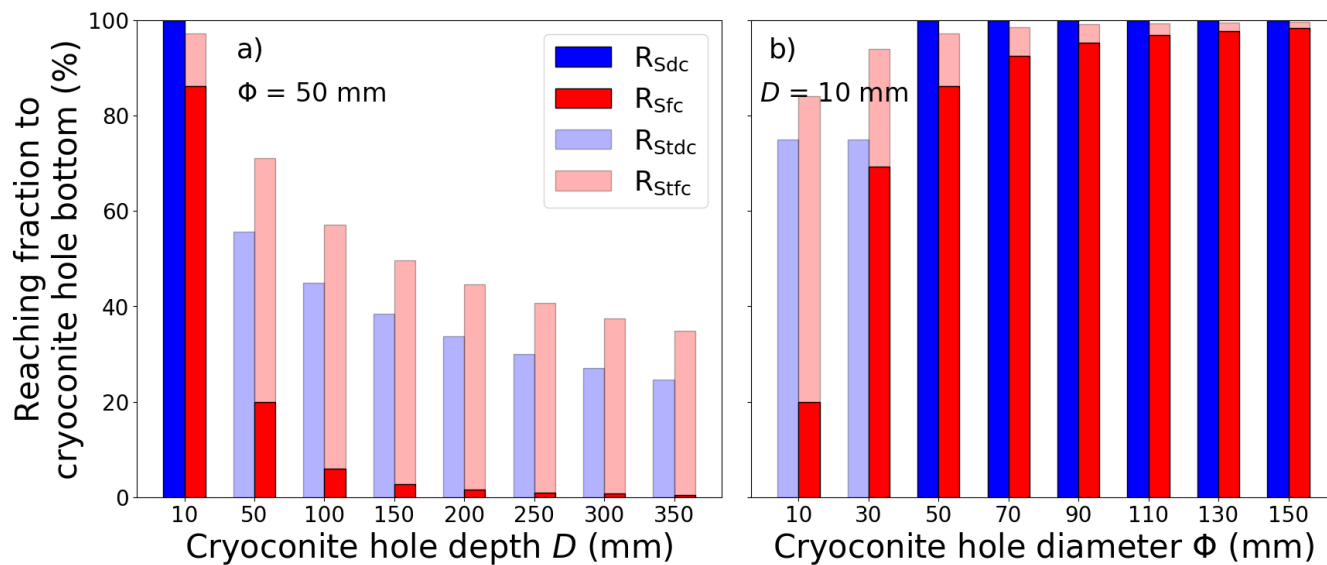 Reaching fraction to
cryoconite hole bottom (%)
100
80
60
40
20
0
a)
Φ = 50 mm
R_Sdc
R_Sfc
R_Stdc
R_Stfc
10 50 100 150 200 250 300 350
Cryoconite hole depth D (mm)
b)
D = 10 mm
10 30 50 70 90 110 130 150
Cryoconite hole diameter Φ (mm)